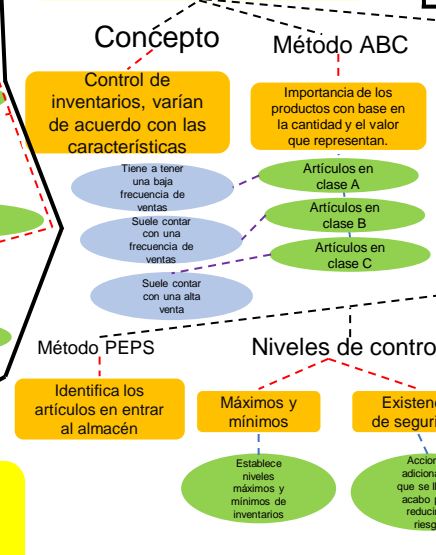 Concepto
Método ABC
Control de
inventarios, varían
de acuerdo con las
características
Importancia de los
productos con base en
la cantidad y el valor
que representan.
Tiene a tener
una baja
frecuencia de
ventas
Artículos en
clase A
Suele contar
con una
frecuencia de
ventas
Artículos en
clase B
Suele contar
con una alta
venta
Artículos en
clase C
Método PEPS
Niveles de contro
Identifica los
artículos en entrar
al almacén
Máximos y
mínimos
Existen
de seguri
Establece
niveles
máximos y
mínimos de
inventarios
Accion
adiciona
que se ll
acabo p
reduci
riesg